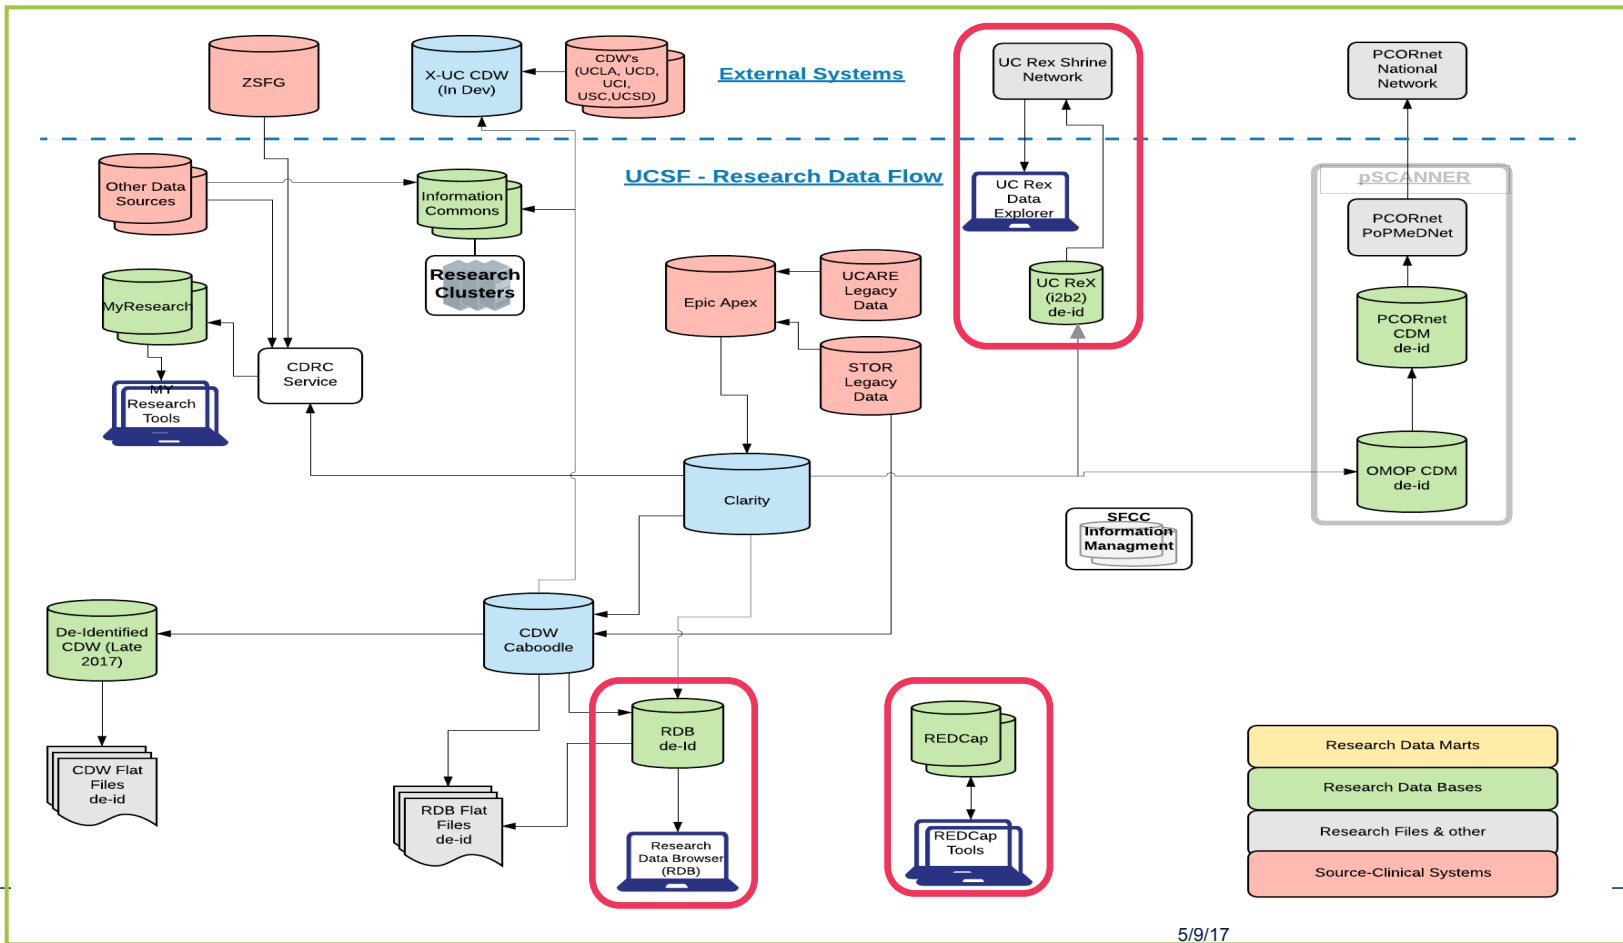 ZSFG
X-UC CDW
(In Dev)
CDW's
(UCLA, UCD,
UCI,
USC,UCSD)
External Systems
UC Rex Shrine
Network
PCORnet
National
Network
Other Data
Sources
Information
Commons
UCSF - Research Data Flow
UC Rex
Data
Explorer
pSCANNER
PCORnet
PoPMeDNet
Research
Clusters
MyResearch
Epic Apex
UCARE
Legacy
Data
UC ReX
(i2b2)
de-id
PCORnet
CDM
de-id
CDRC
Service
STOR
Legacy
Data
MY
Research
Tools
Clarity
OMOP CDM
de-id
SFCC
Information
Managment
De-Identified
CDW (Late
2017)
CDW
Caboodle
RDB
de-Id
REDCap
CDW Flat
Files
de-id
RDB Flat
Files
de-id
Research
Data Browser
(RDB)
REDCap
Tools
Research Data Marts
Research Data Bases
Research Files & other
Source-Clinical Systems
5/9/17